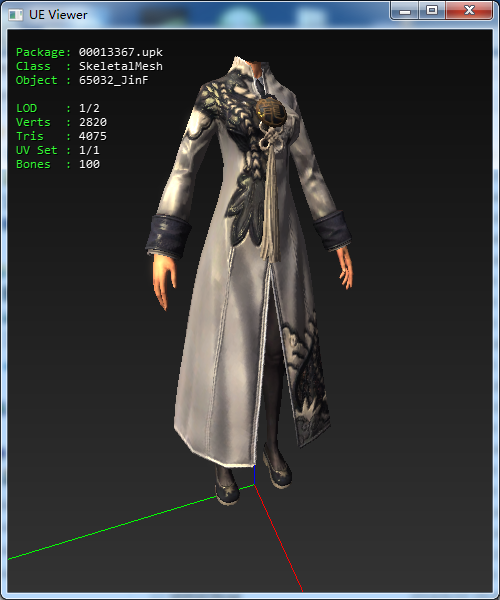 UE Viewer
Package: 00013367.upk
Class : SkeletalMesh
Object : 65032_JinF
LOD : 1/2
Verts : 2820
Tris : 4075
UV Set : 1/1
Bones : 100